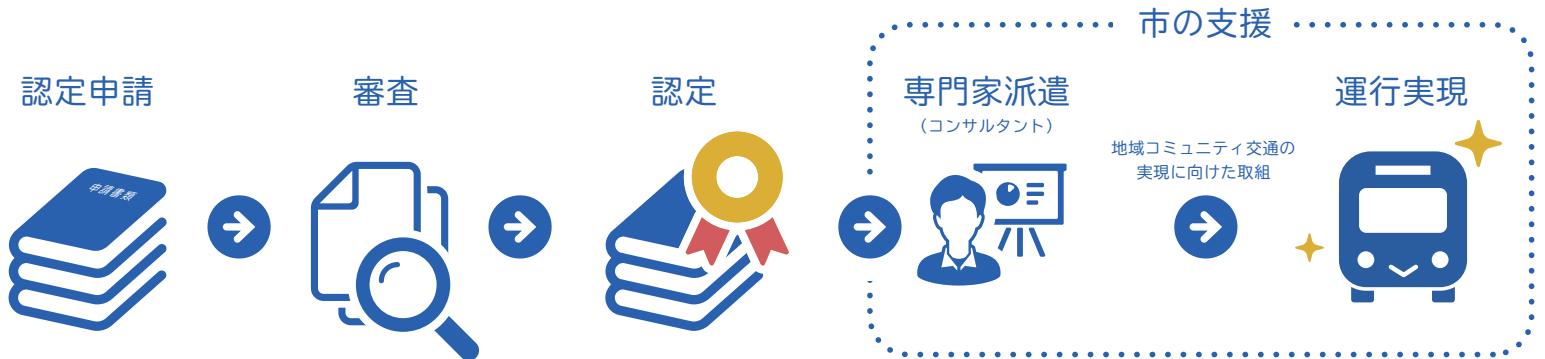 市の支援
認定申請
審査
認定
専門家派遣
（コンサルタント）
地域コミュニティ交通の
実現に向けた取組
運行実現
申請書類